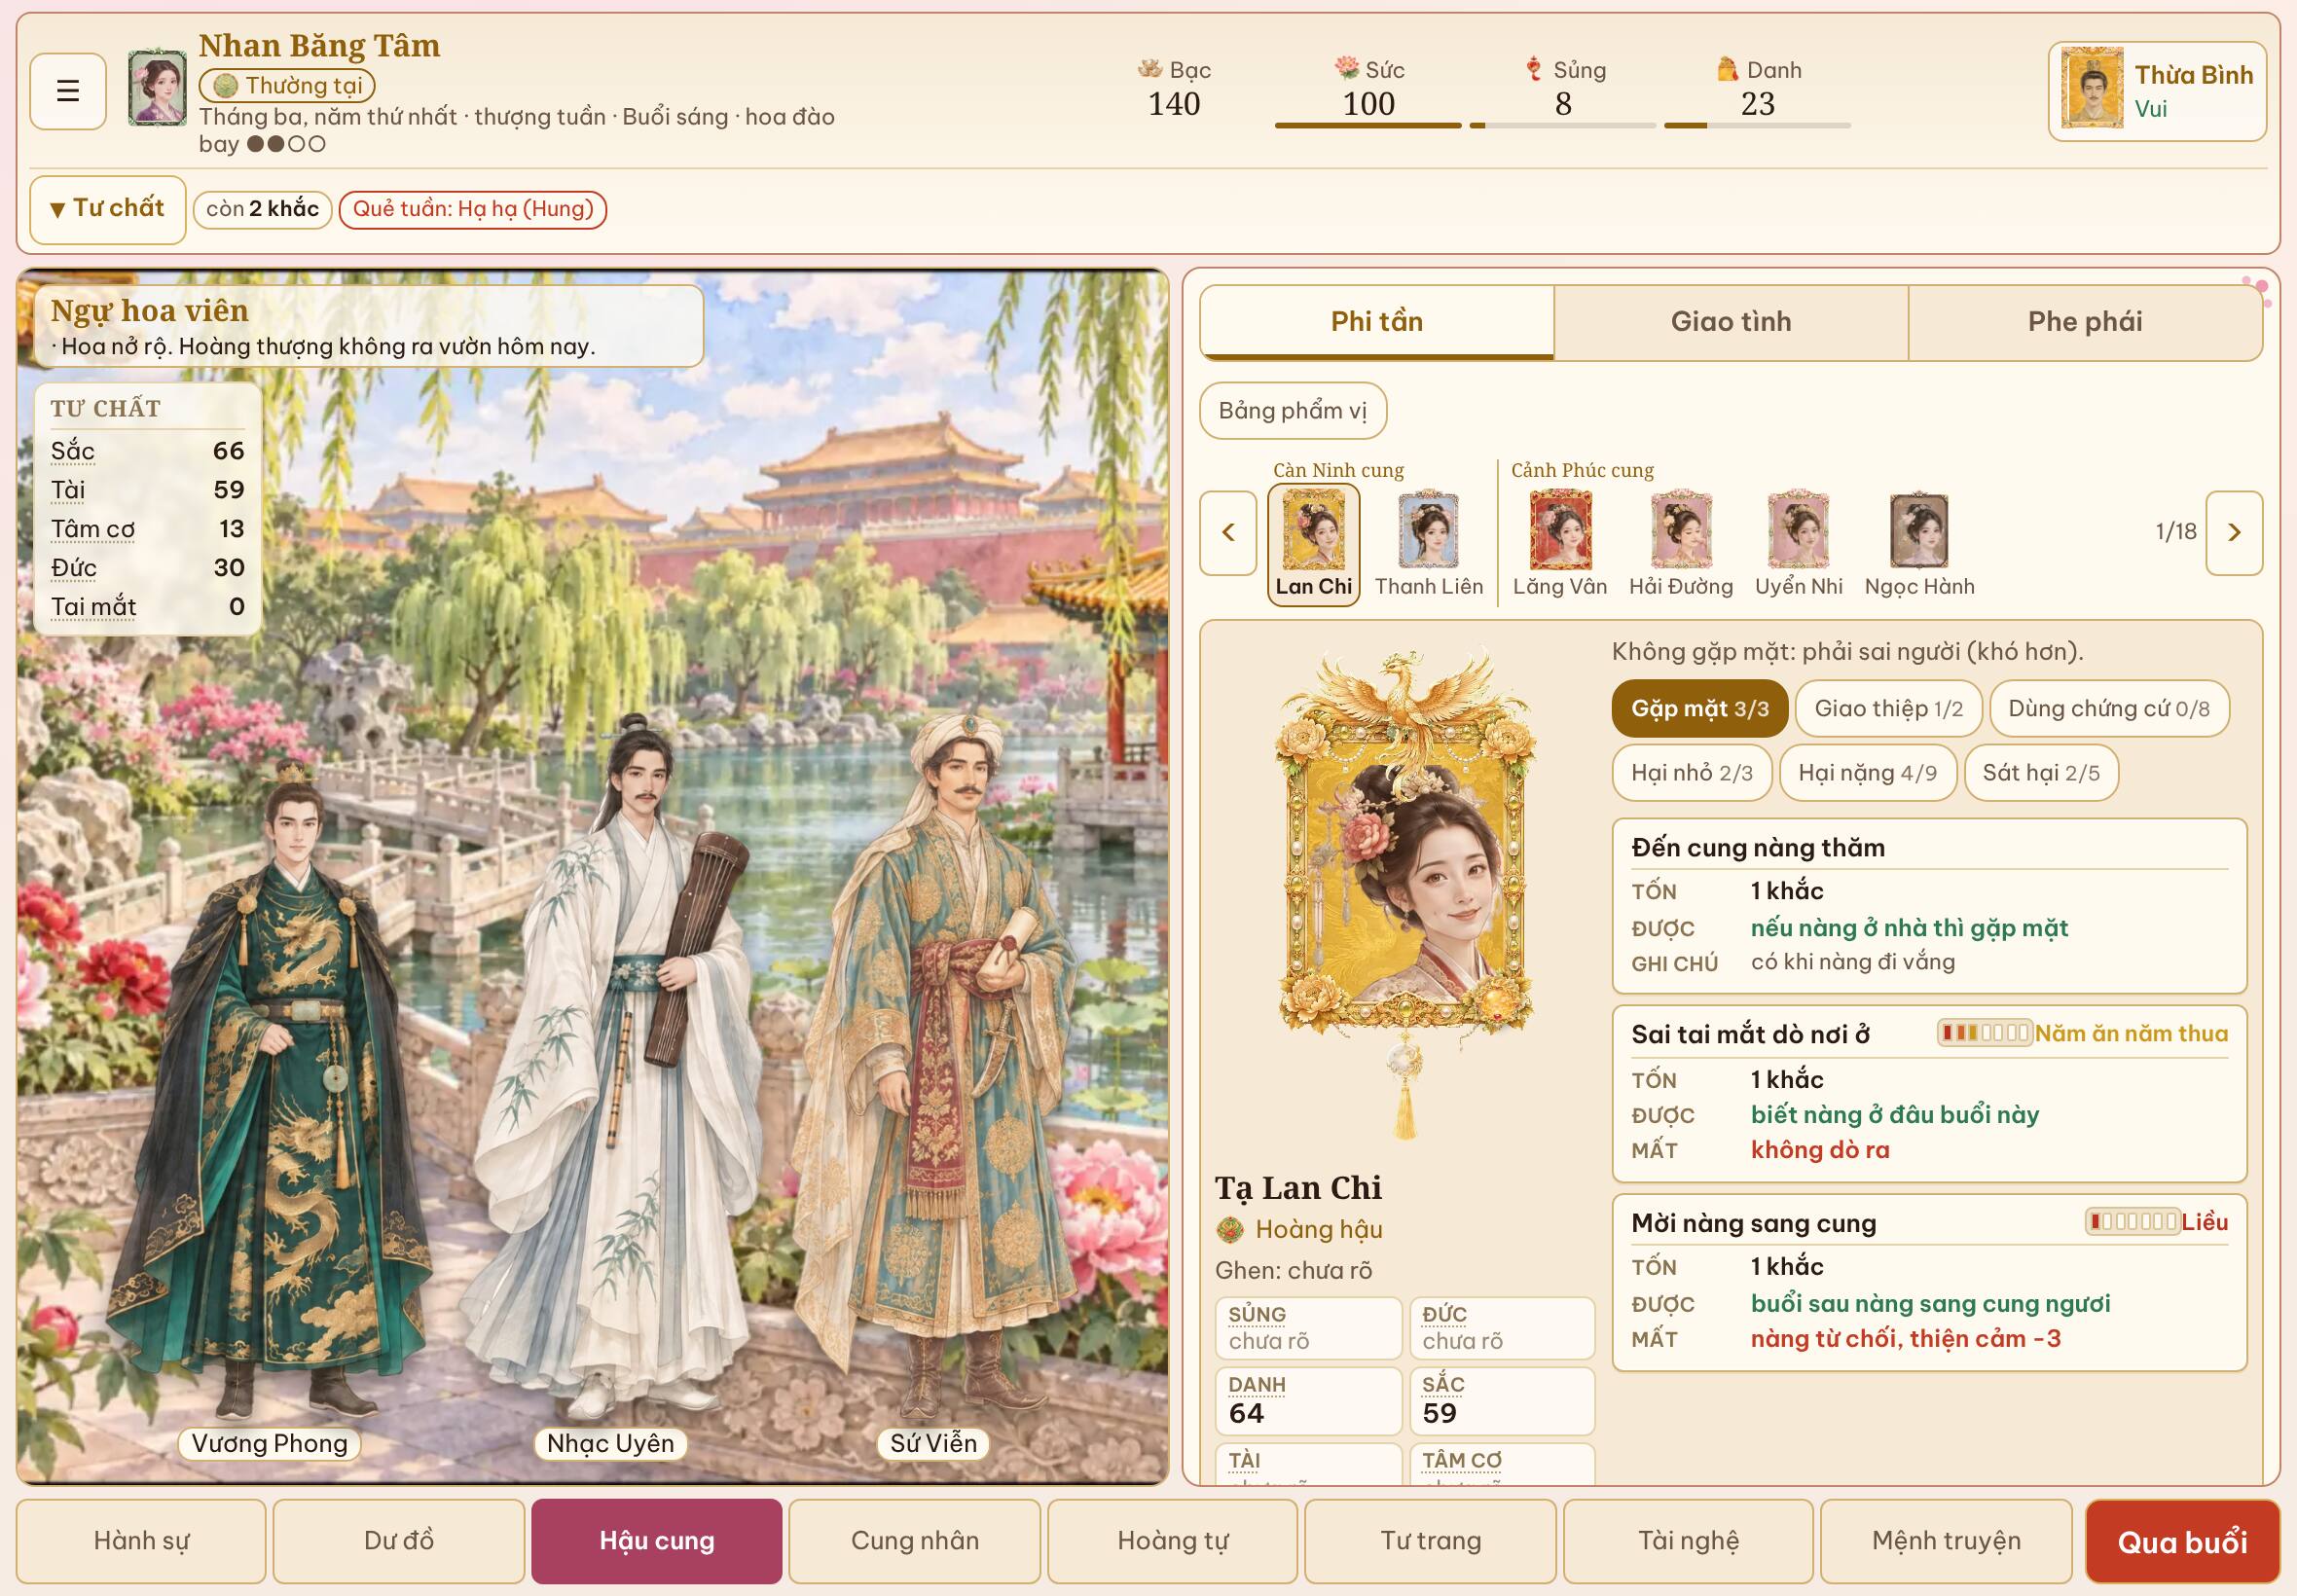 ☰
Nhan Băng Tâm
Thường tại
Tháng ba, năm thứ nhất · thượng tuần · Buổi sáng · hoa đào
bay ●●○○
Bạc
140
Sức
100
Sủng
8
Danh
23
Thừa Bình
Vui
▼ Tư chất
còn 2 khắc
Quẻ tuần: Hạ hạ (Hung)
Ngự hoa viên
· Hoa nở rộ. Hoàng thượng không ra vườn hôm nay.
TƯ CHẤT
Sắc 66
Tài 59
Tâm cơ 13
Đức 30
Tai mắt 0
Vương Phong
Nhạc Uyên
Sứ Viễn
Phi tần
Giao tình
Phe phái
Bảng phẩm vị
Càn Ninh cung
Cảnh Phúc cung
Lan Chi
Thanh Liên
Lăng Vân
Hải Đường
Uyển Nhi
Ngọc Hành
1/18
Tạ Lan Chi
Hoàng hậu
Ghen: chưa rõ
SỦNG
chưa rõ
ĐỨC
chưa rõ
DANH
64
SẮC
59
TÀI
TÂM CƠ
Không gặp mặt: phải sai người (khó hơn).
Gặp mặt 3/3
Giao thiệp 1/2
Dùng chứng cứ 0/8
Hại nhỏ 2/3
Hại nặng 4/9
Sát hại 2/5
Đến cung nàng thăm
TỐN 1 khắc
ĐƯỢC nếu nàng ở nhà thì gặp mặt
GHI CHÚ có khi nàng đi vắng
Sai tai mắt dò nơi ở Năm ăn năm thua
TỐN 1 khắc
ĐƯỢC biết nàng ở đâu buổi này
MẤT không dò ra
Mời nàng sang cung Liều
TỐN 1 khắc
ĐƯỢC buổi sau nàng sang cung ngươi
MẤT nàng từ chối, thiện cảm -3
Hành sự
Dư đồ
Hậu cung
Cung nhân
Hoàng tự
Tư trang
Tài nghệ
Mệnh truyện
Qua buổi